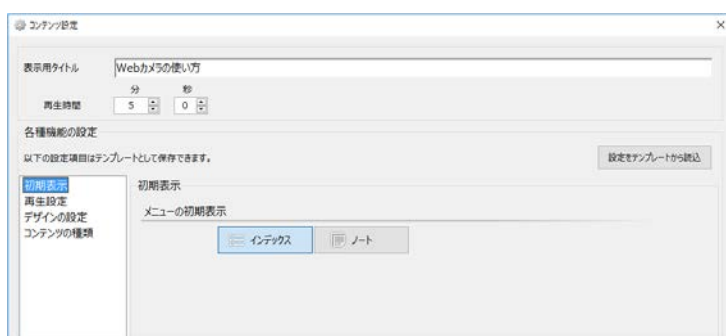 コンテンツ設定
表示用タイトル
Webカメラの使い方
分 秒
再生時間 5 0
各種機能の設定
以下の設定項目はテンプレートとして保存できます。
設定をテンプレートから読込
初期表示
再生設定
デザインの設定
コンテンツの種類
初期表示
メニューの初期表示
インデックス ノート